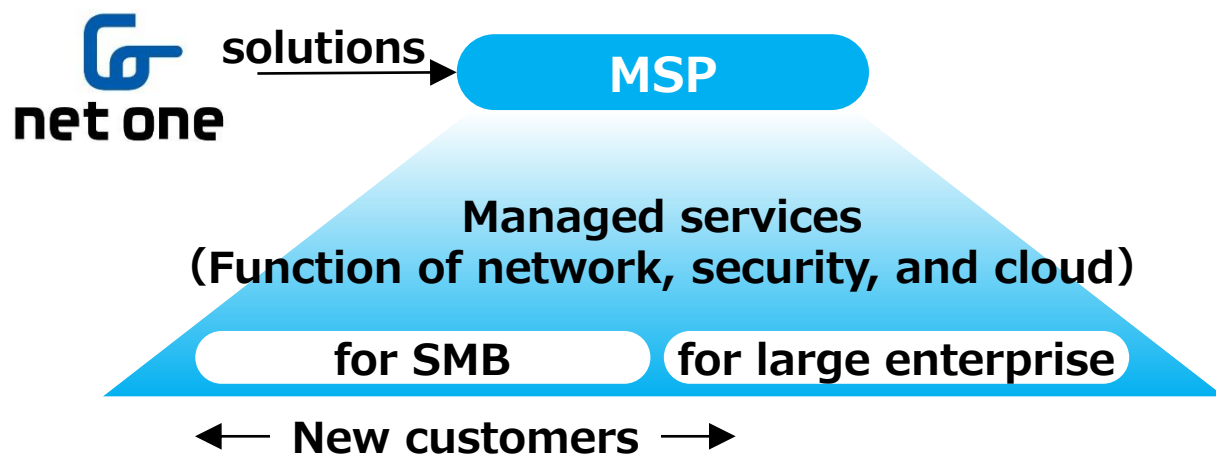 solutions
MSP
net one
Managed services
（Function of network, security, and cloud）
for SMB
for large enterprise
New customers